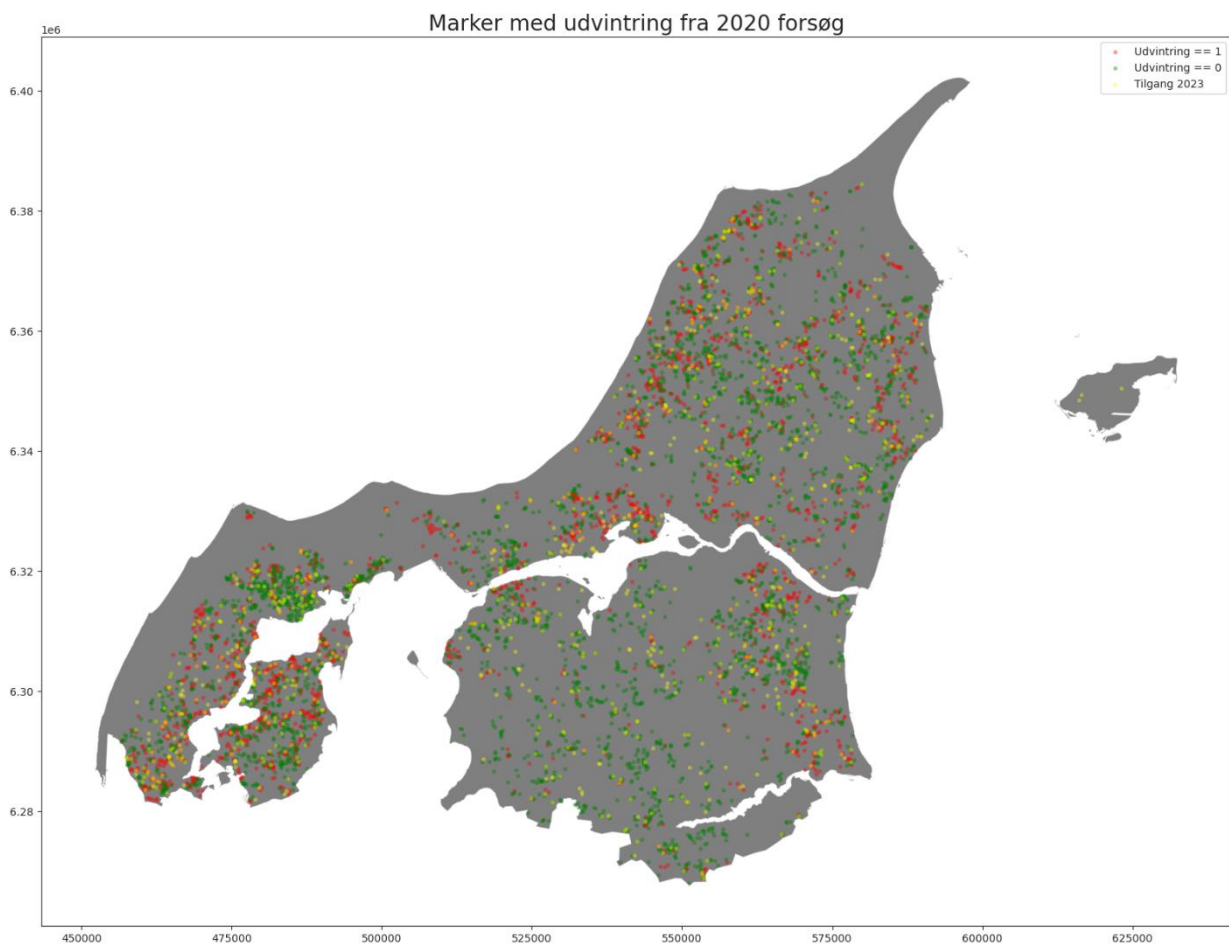 Marker med udvintring fra 2020 forsøg
1e6
Udvintring == 1
Udvintring == 0
Tilgang 2023
6.40
6.38
6.36
6.34
6.32
6.30
6.28
450000 475000 500000 525000 550000 575000 600000 625000